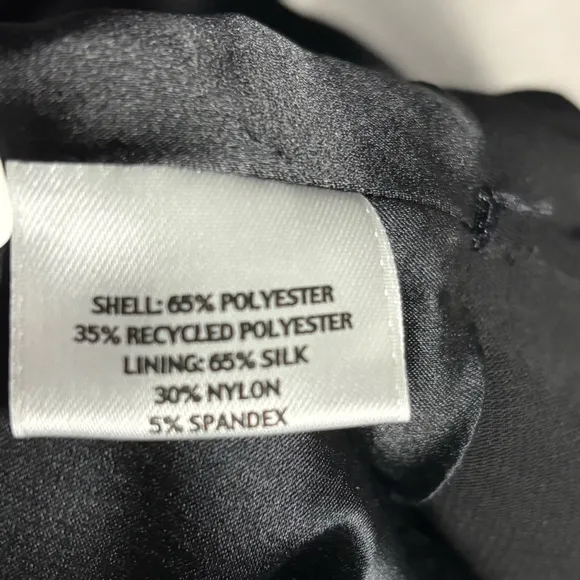 SHELL: 65% POLYESTER
35% RECYCLED POLYESTER
LINING: 65% SILK
30% NYLON
5% SPANDEX